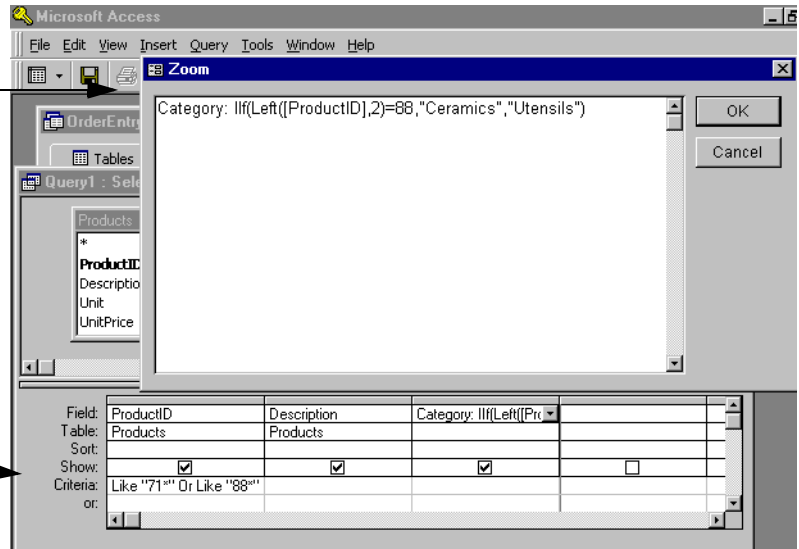 Microsoft Access
File Edit View Insert Query Tools Window Help
Zoom
Category: IIf(Left([ProductID],2)=88,"Ceramics","Utensils")
OK
Cancel
OrderEntry
Tables
Query1 : Sele
Products
*
ProductID
Descriptio
Unit
UnitPrice
Field: ProductID Description Category: IIf(Left([Pro
Table: Products Products
Sort:
Show:
Criteria: Like "71*" Or Like "88*"
or: